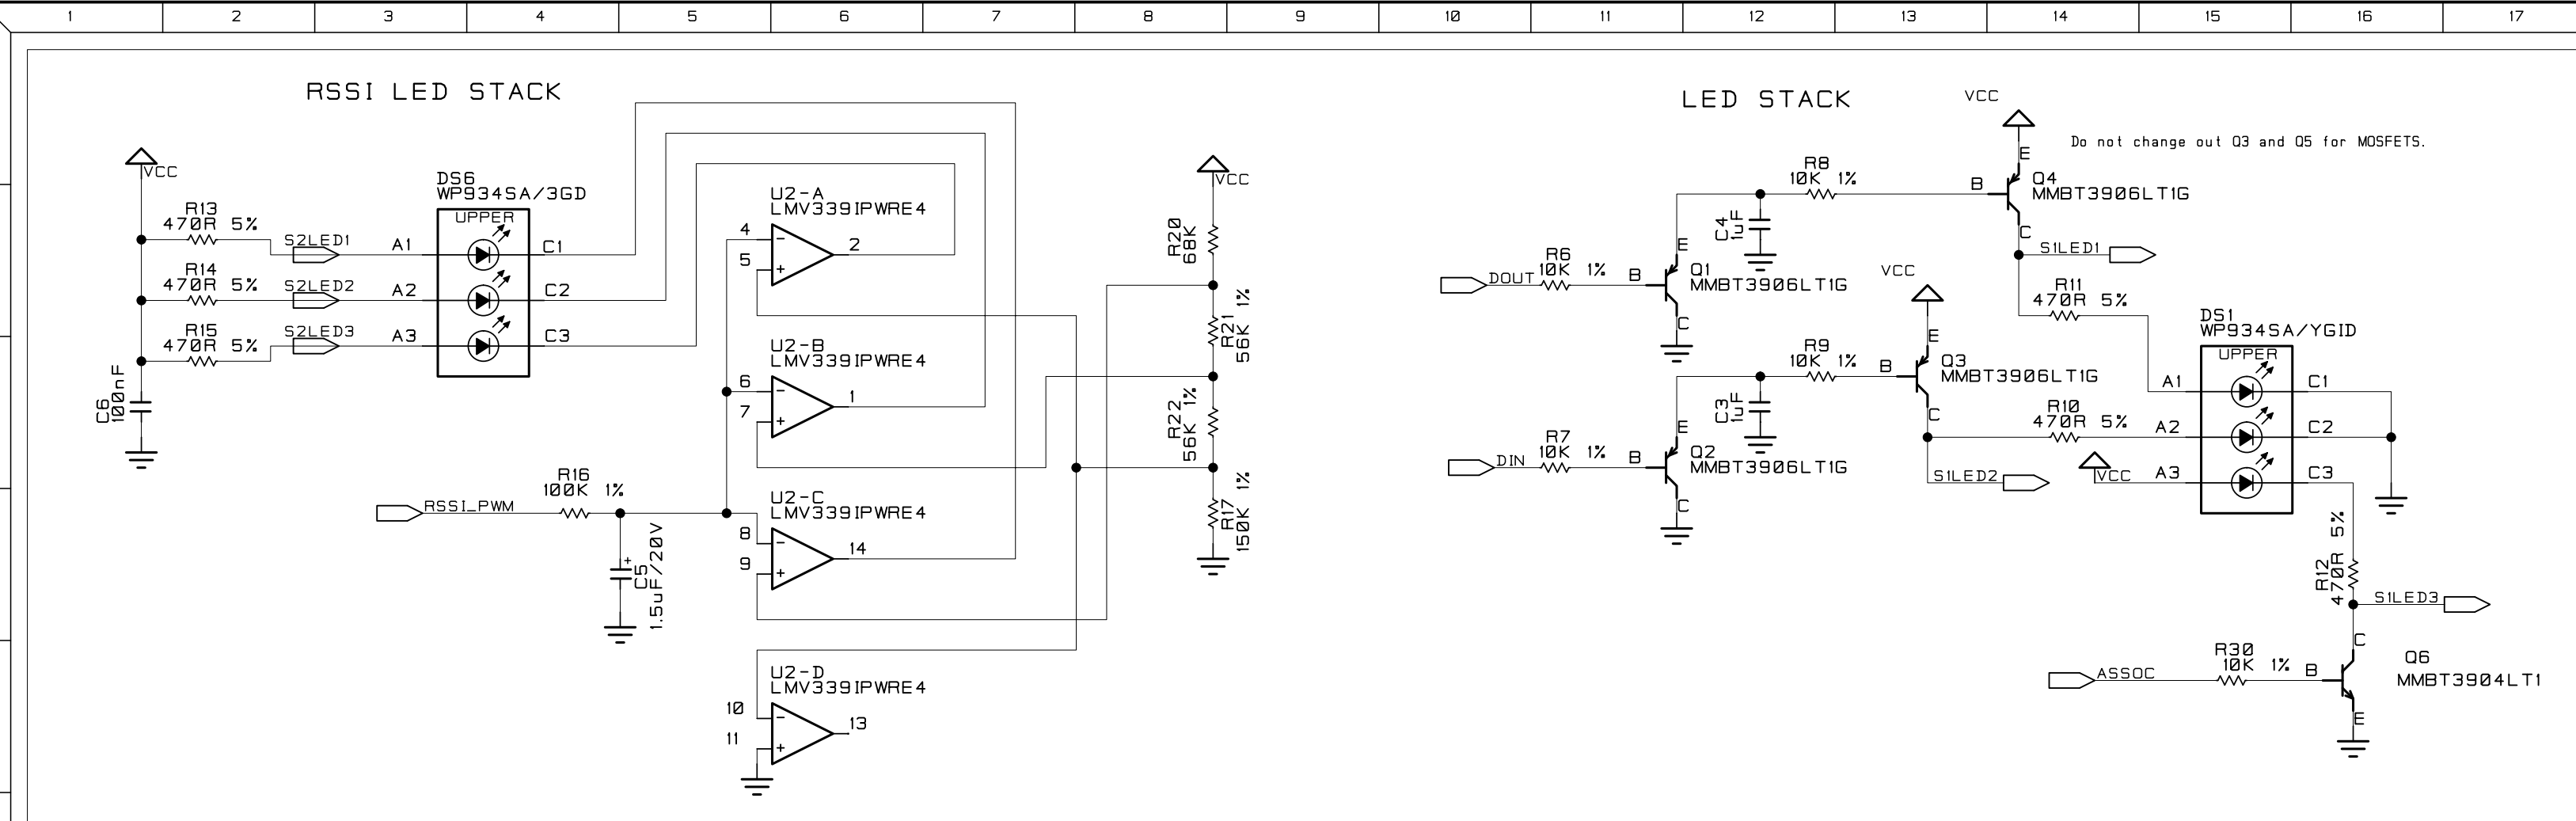 1 2 3 4 5 6 7 8 9 10 11 12 13 14 15 16 17
RSSI LED STACK
VCC
R13
470R 5%
S2LED1
R14
470R 5%
S2LED2
R15
470R 5%
S2LED3
C6
100nF
DS6
WP934SA/3GD
UPPER
A1
C1
A2
C2
A3
C3
RSSI_PWM
R16
100K 1%
C5
+
1.5uF/20V
U2-A
LMV339IPWRE4
4
-
5
+
2
U2-B
LMV339IPWRE4
6
-
7
+
1
U2-C
LMV339IPWRE4
8
-
9
+
14
U2-D
LMV339IPWRE4
10
-
11
+
13
VCC
R20
68K
R21
56K 1%
R22
56K 1%
R17
150K 1%
LED STACK
VCC
Do not change out Q3 and Q5 for MOSFETS.
DOUT
R6
10K 1%
B
E
Q1
MMBT3906LT1G
C
C4
1uF
R8
10K 1%
B
E
Q4
MMBT3906LT1G
C
S1LED1
R11
470R 5%
DIN
R7
10K 1%
B
E
Q2
MMBT3906LT1G
C
C3
1uF
R9
10K 1%
VCC
B
E
Q3
MMBT3906LT1G
C
S1LED2
R10
470R 5%
VCC
DS1
WP934SA/YGID
UPPER
A1
C1
A2
C2
A3
C3
R12
470R 5%
S1LED3
ASSOC
R30
10K 1%
B
C
Q6
MMBT3904LT1
E